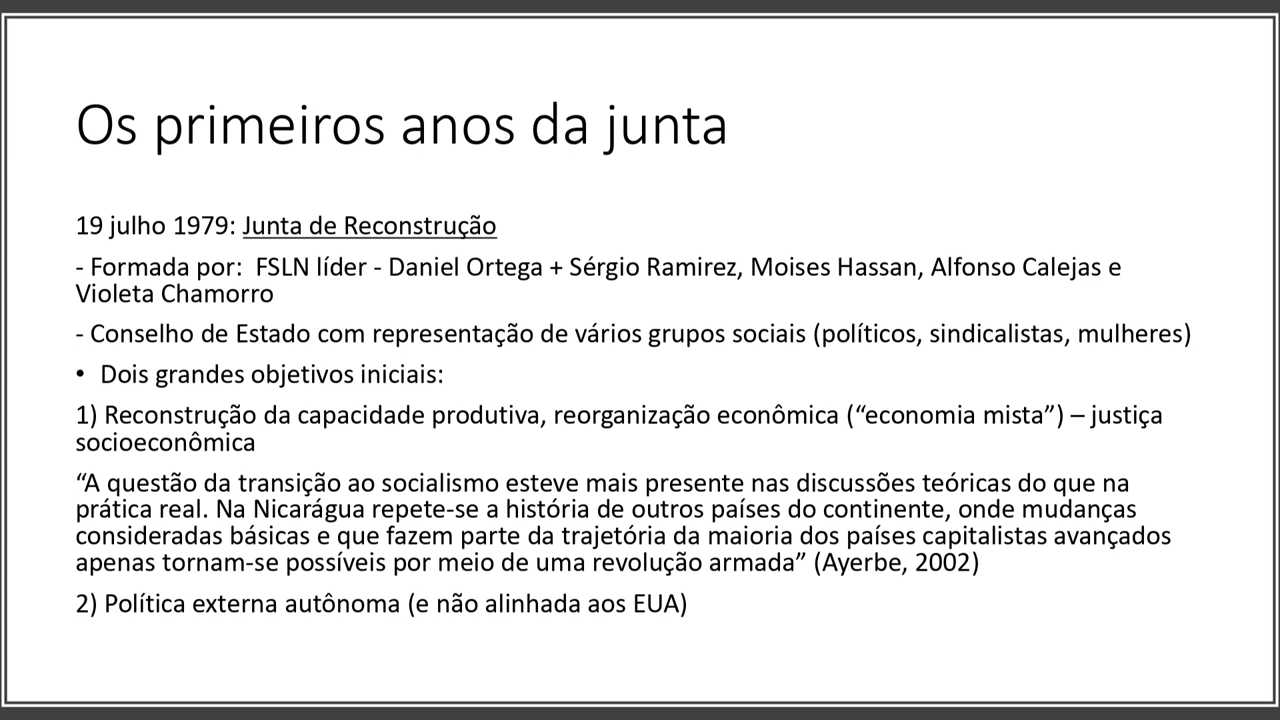 Os primeiros anos da junta
19 julho 1979: Junta de Reconstrução
- Formada por:  FSLN líder - Daniel Ortega + Sérgio Ramirez, Moises Hassan, Alfonso Calejas e
Violeta Chamorro
- Conselho de Estado com representação de vários grupos sociais (políticos, sindicalistas, mulheres)
• Dois grandes objetivos iniciais:
1) Reconstrução da capacidade produtiva, reorganização econômica (“economia mista”) – justiça
socioeconômica
“A questão da transição ao socialismo esteve mais presente nas discussões teóricas do que na
prática real. Na Nicarágua repete-se a história de outros países do continente, onde mudanças
consideradas básicas e que fazem parte da trajetória da maioria dos países capitalistas avançados
apenas tornam-se possíveis por meio de uma revolução armada” (Ayerbe, 2002)
2) Política externa autônoma (e não alinhada aos EUA)